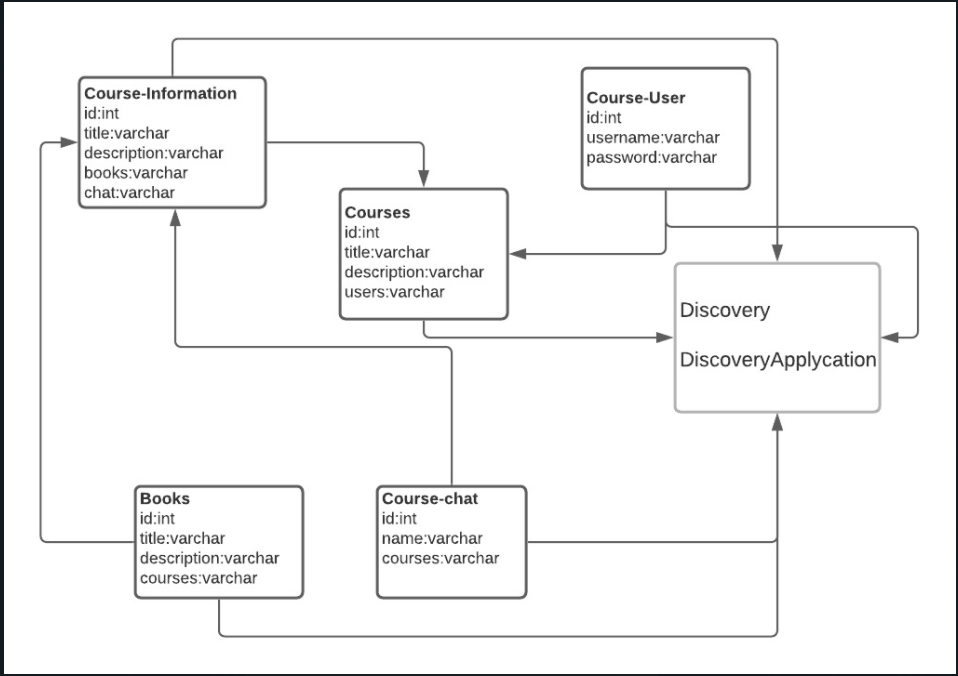 Course-Information
id:int
title:varchar
description:varchar
books:varchar
chat:varchar
Course-User
id:int
username:varchar
password:varchar
Courses
id:int
title:varchar
description:varchar
users:varchar
Discovery
DiscoveryApplycation
Books
id:int
title:varchar
description:varchar
courses:varchar
Course-chat
id:int
name:varchar
courses:varchar